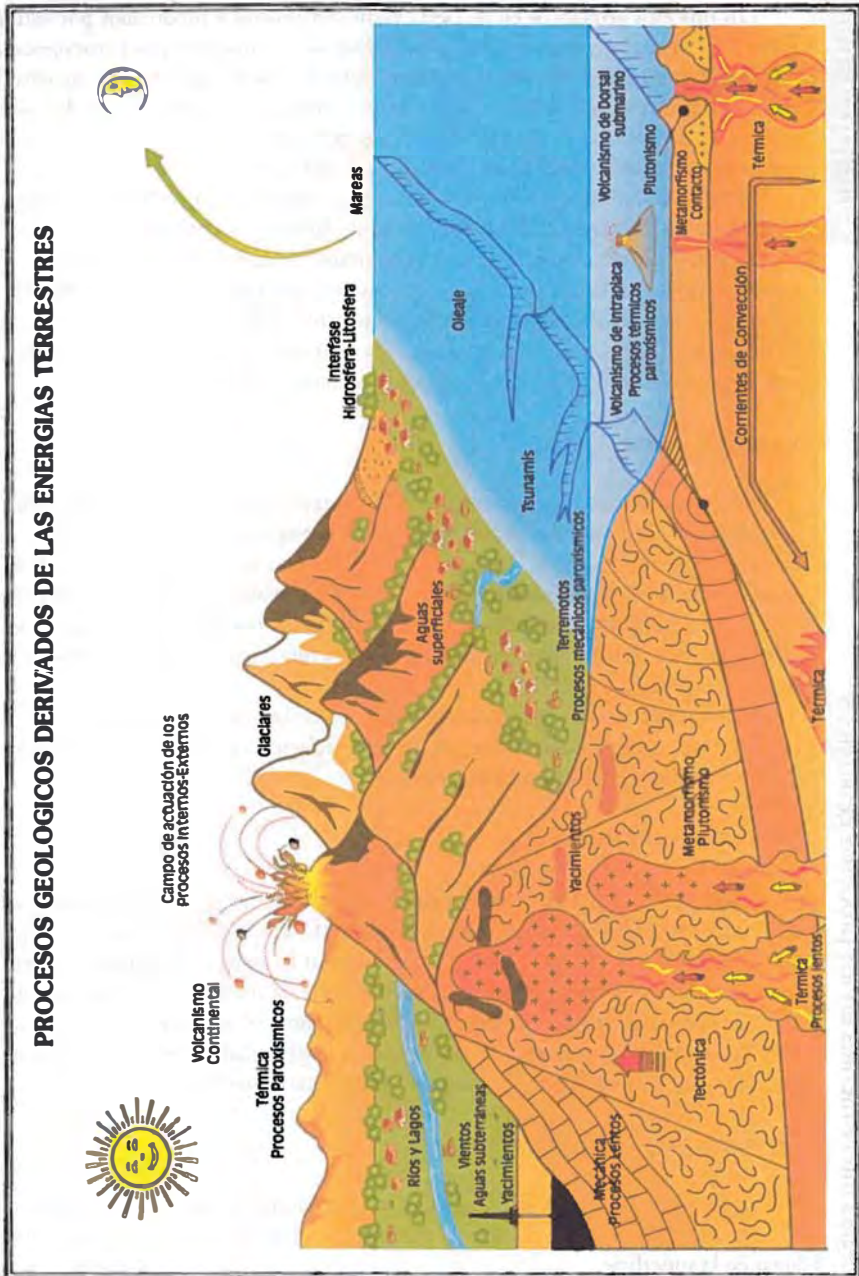 PROCESOS GEOLOGICOS DERIVADOS DE LAS ENERGIAS TERRESTRES
Campo de actuación de los
Procesos Internos-Externos
Volcanismo
Continental
Térmica
Procesos Paroxísmicos
Glaciares
Interfase
Hidrosfera-Litosfera
Mareas
Ríos y Lagos
Aguas
superficiales
Oleaje
Vientos
Aguas subterráneas
Yacimientos
Tsunamis
Terremotos
Procesos mecánicos paroxísmicos
Volcanismo de Intraplaca
Procesos térmicos
paroxísmicos
Volcanismo de Dorsal
submarino
Plutonismo
Metamorfismo
Contacto
Yacimientos
Mecánica
Procesos Lentos
Tectónica
Metamorfismo
Plutonismo
Térmica
Procesos lentos
Térmica
Corrientes de Convección
Térmica